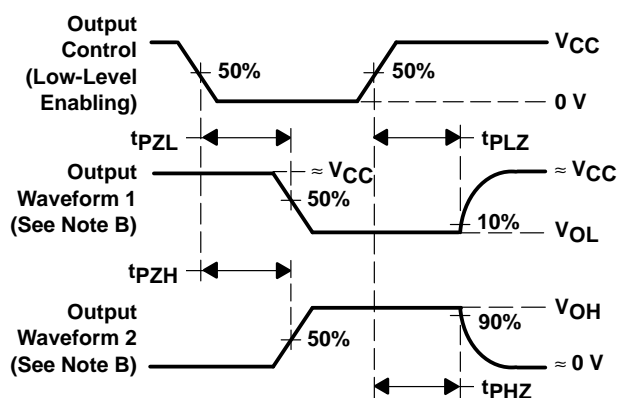 Output
Control
(Low-Level
Enabling)
50%
50%
VCC
0 V
tPZL
tPLZ
Output
Waveform 1
(See Note B)
≈ VCC
50%
≈ VCC
10%
VOL
tPZH
Output
Waveform 2
(See Note B)
50%
VOH
90%
≈ 0 V
tPHZ